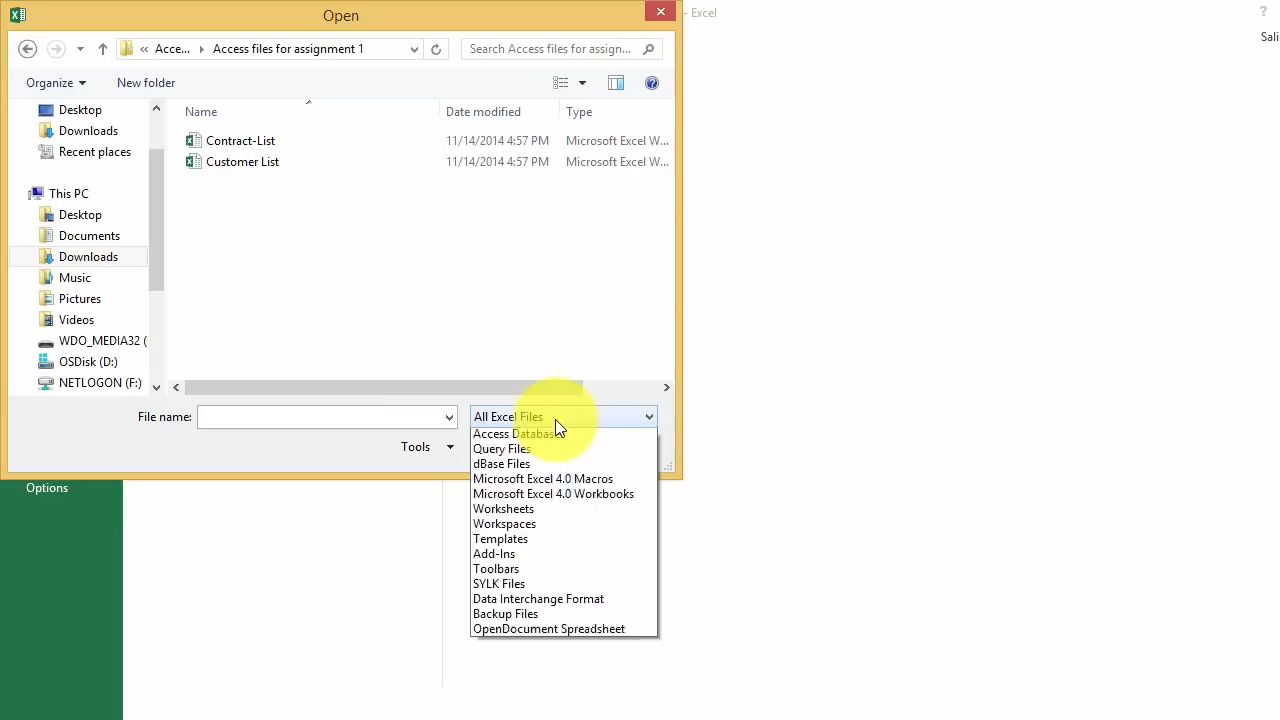 Open
- Excel
?
Sali
« Acce... Access files for assignment 1
Search Access files for assign...
Organize
New folder
Desktop
Downloads
Recent places
This PC
Desktop
Documents
Downloads
Music
Pictures
Videos
WDO_MEDIA32 (
OSDisk (D:)
NETLOGON (F:)
Name Date modified Type
Contract-List 11/14/2014 4:57 PM Microsoft Excel W...
Customer List 11/14/2014 4:57 PM Microsoft Excel W...
File name:
All Excel Files
Tools
Access Databases
Query Files
dBase Files
Microsoft Excel 4.0 Macros
Microsoft Excel 4.0 Workbooks
Worksheets
Workspaces
Templates
Add-Ins
Toolbars
SYLK Files
Data Interchange Format
Backup Files
OpenDocument Spreadsheet
Options